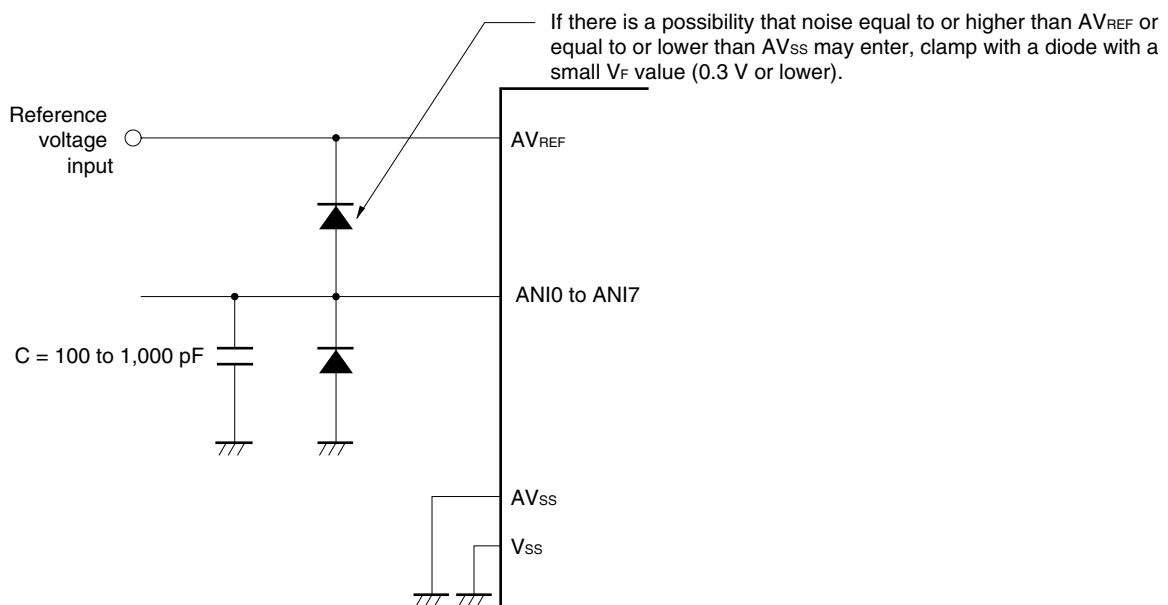 If there is a possibility that noise equal to or higher than AVREF or
equal to or lower than AVSS may enter, clamp with a diode with a
small VF value (0.3 V or lower).
Reference
voltage
input
AVREF
ANI0 to ANI7
C = 100 to 1,000 pF
AVSS
VSS